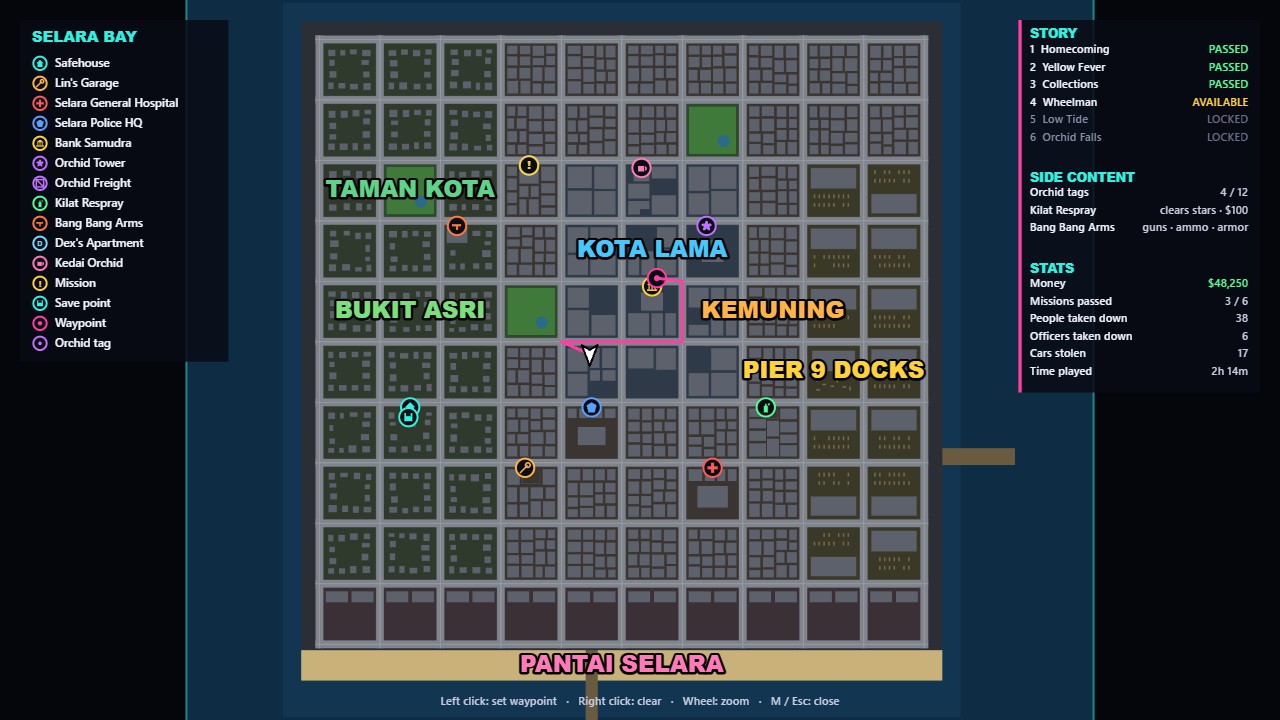 SELARA BAY
Safehouse
Lin's Garage
Selara General Hospital
Selara Police HQ
Bank Samudra
Orchid Tower
Orchid Freight
Kilat Respray
Bang Bang Arms
D Dex's Apartment
Kedai Orchid
! Mission
Save point
Waypoint
Orchid tag
!
TAMAN KOTA
KOTA LAMA
BUKIT ASRI
KEMUNING
PIER 9 DOCKS
PANTAI SELARA
Left click: set waypoint · Right click: clear · Wheel: zoom · M / Esc: close
STORY
1 Homecoming PASSED
2 Yellow Fever PASSED
3 Collections PASSED
4 Wheelman AVAILABLE
5 Low Tide LOCKED
6 Orchid Falls LOCKED
SIDE CONTENT
Orchid tags 4 / 12
Kilat Respray clears stars · $100
Bang Bang Arms guns · ammo · armor
STATS
Money $48,250
Missions passed 3 / 6
People taken down 38
Officers taken down 6
Cars stolen 17
Time played 2h 14m